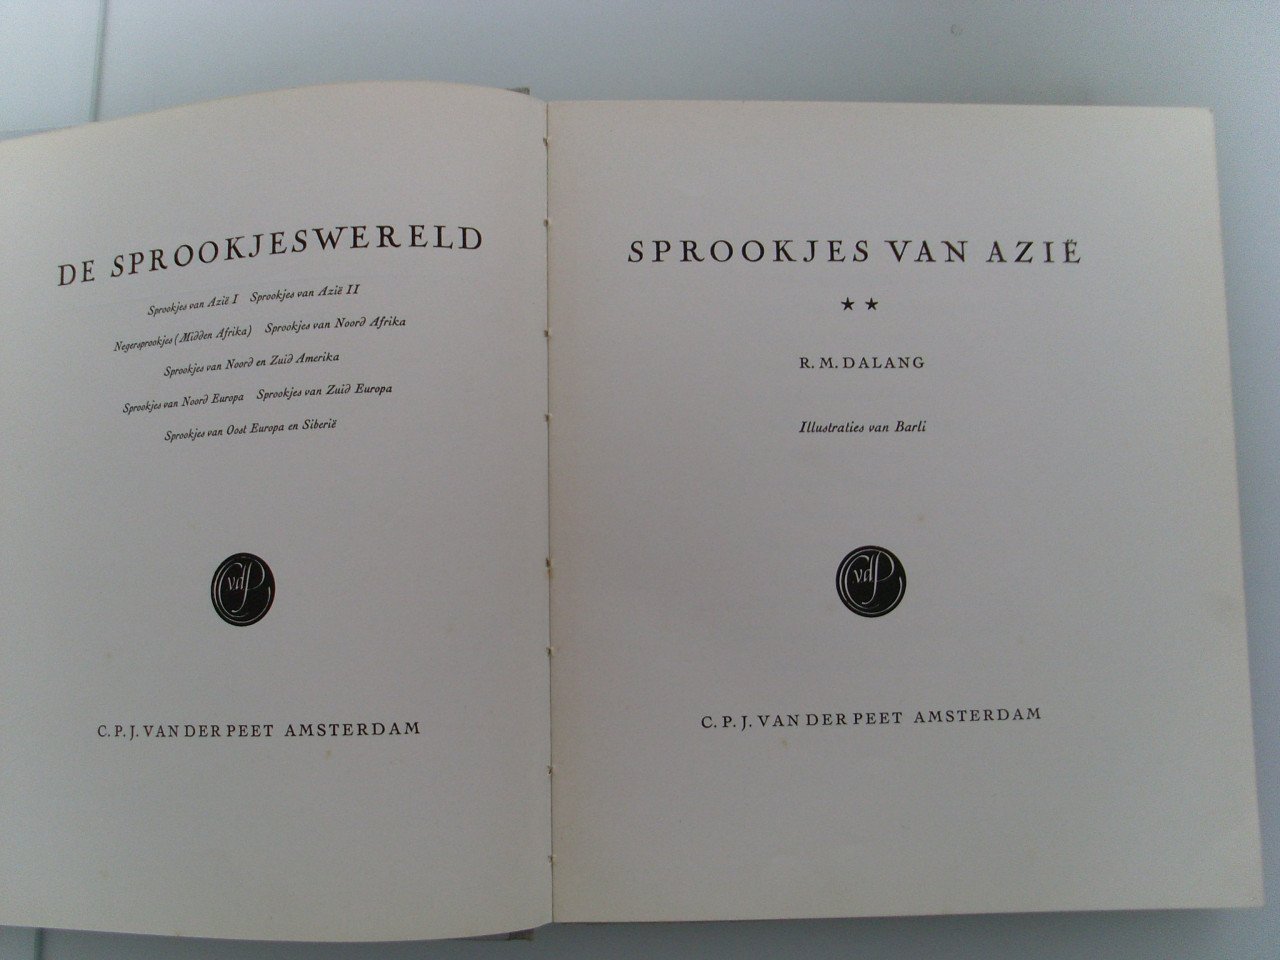 DE SPROOKJESWERELD
Sprookjes van Azië I Sprookjes van Azië II
Negersprookjes (Midden Afrika) Sprookjes van Noord Afrika
Sprookjes van Noord en Zuid Amerika
Sprookjes van Noord Europa Sprookjes van Zuid Europa
Sprookjes van Oost Europa en Siberië
vdP
C. P. J. VAN DER PEET AMSTERDAM
SPROOKJES VAN AZIË
★ ★
R. M. DALANG
Illustraties van Barli
vdP
C. P. J. VAN DER PEET AMSTERDAM